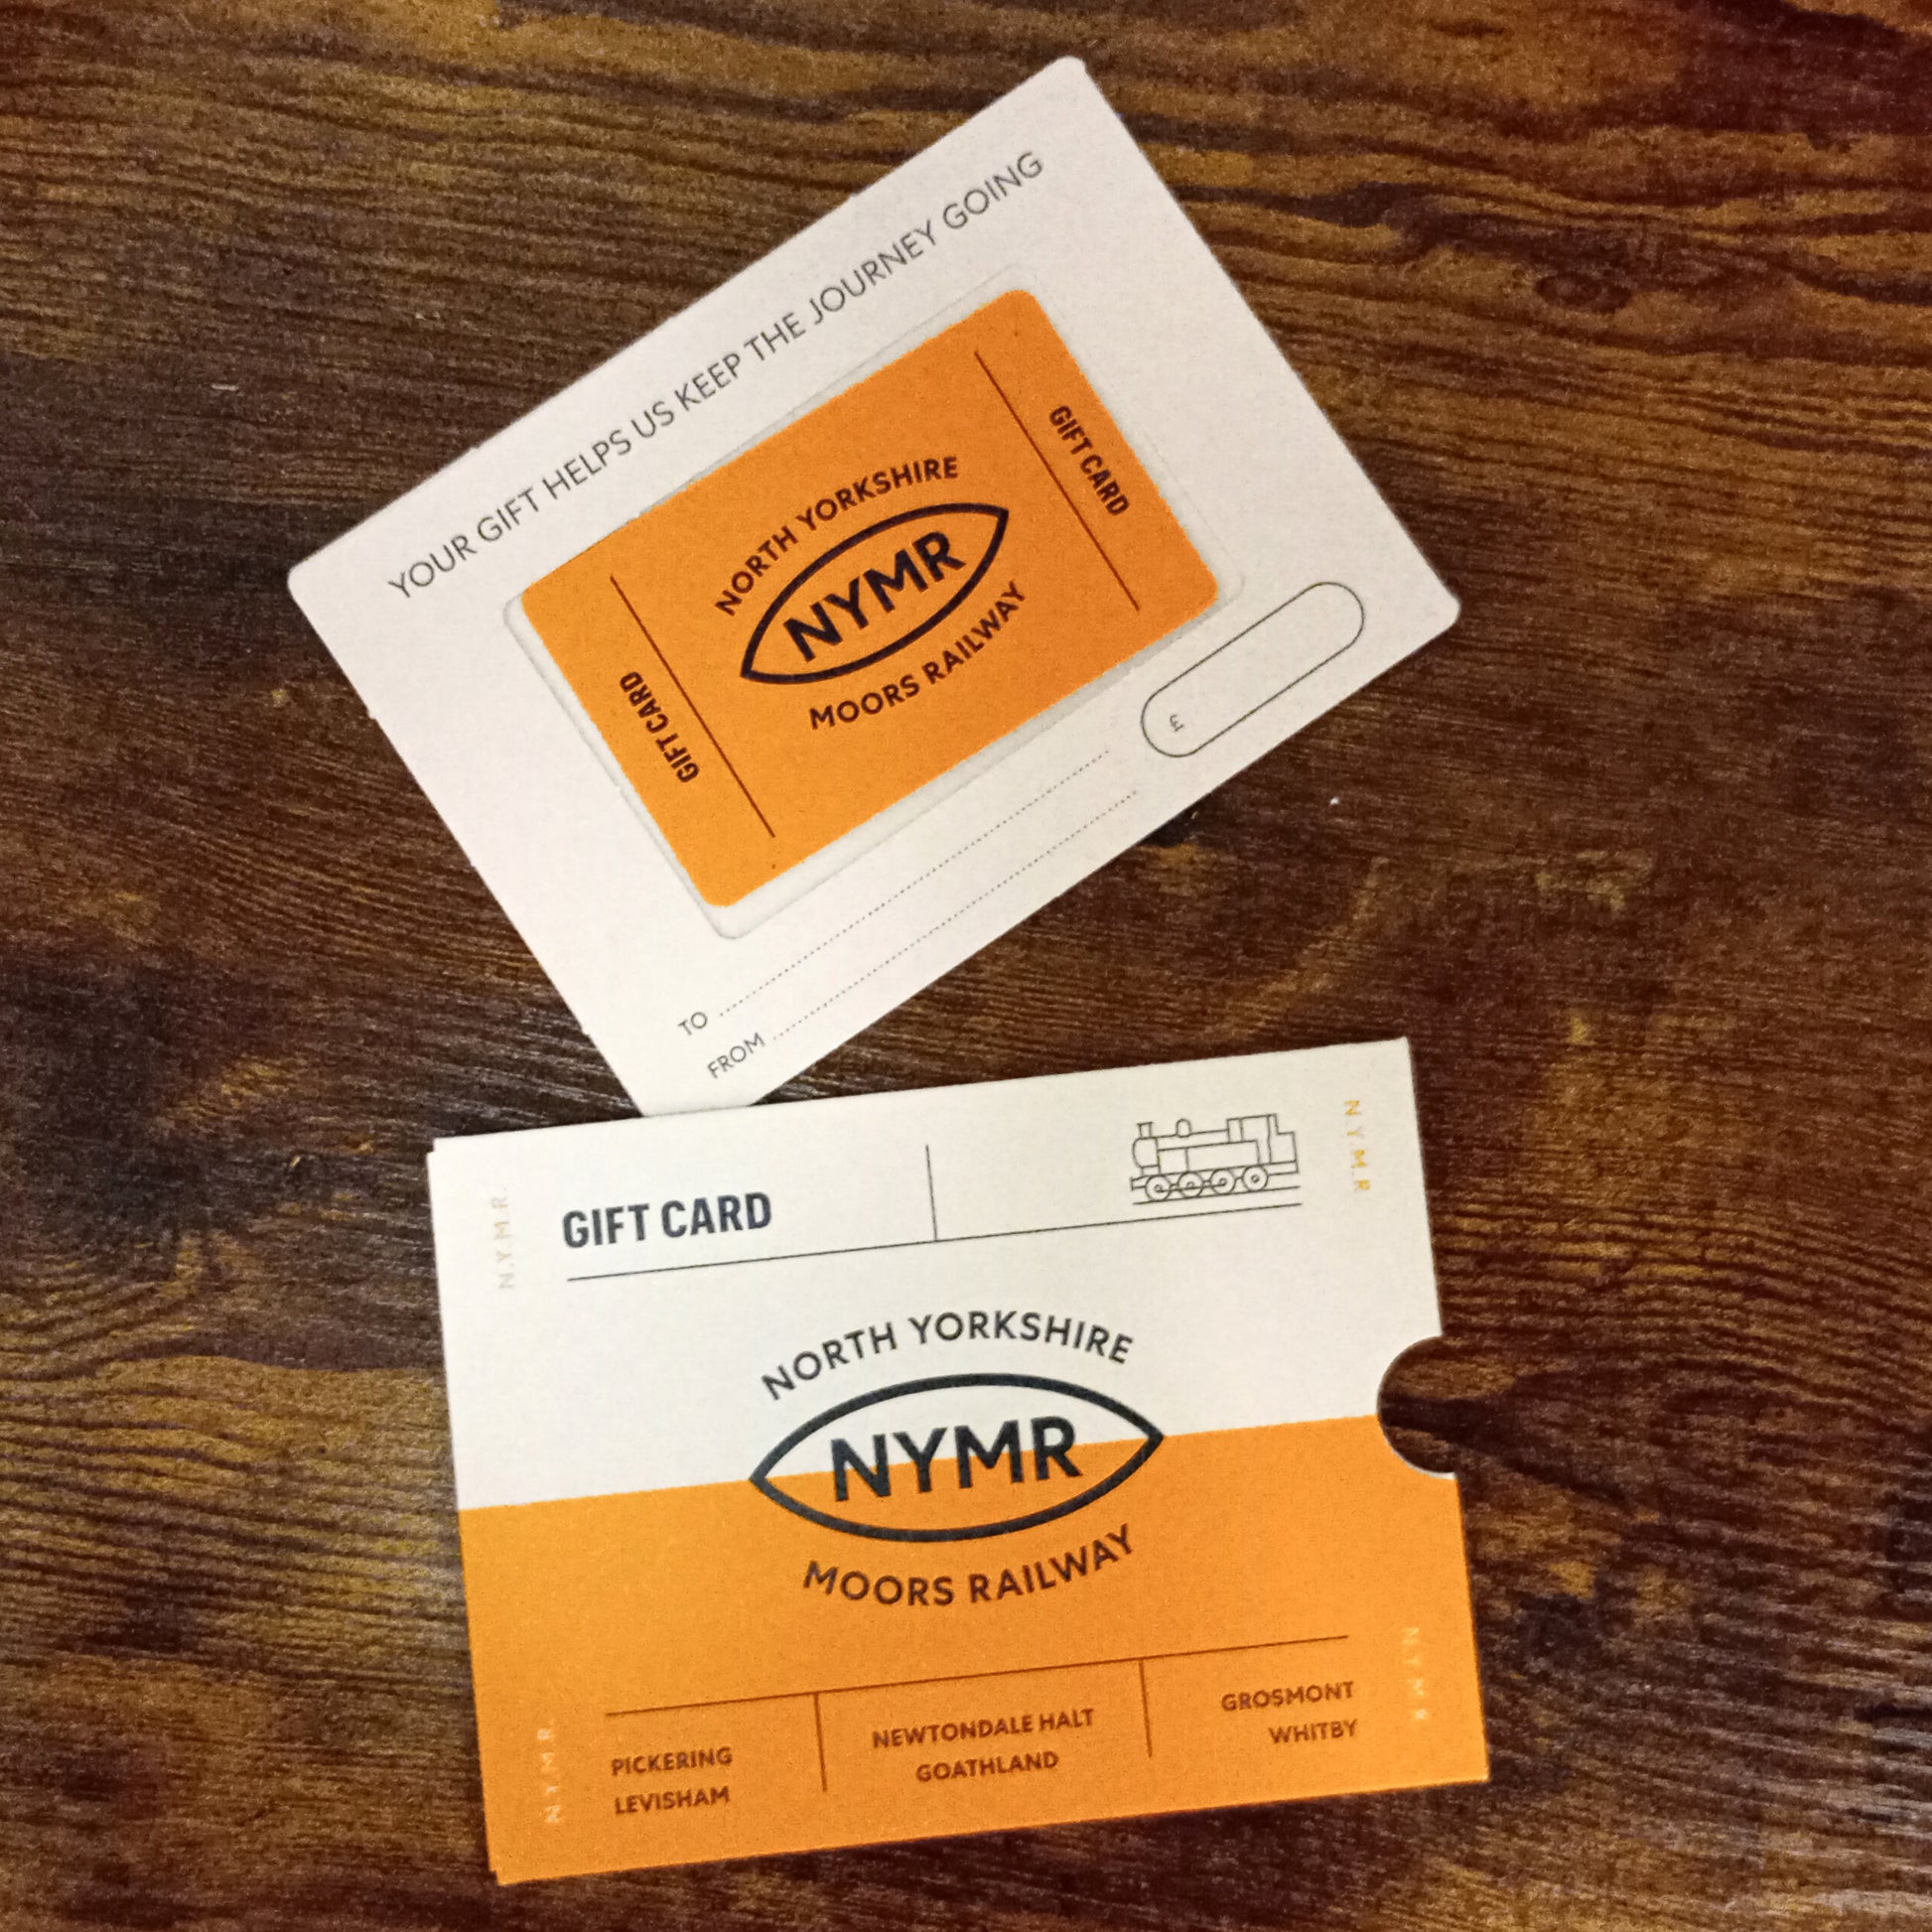 YOUR GIFT HELPS US KEEP THE JOURNEY GOING
GIFT CARD
NORTH YORKSHIRE
NYMR
MOORS RAILWAY
GIFT CARD
£
TO
FROM
GIFT CARD
N.Y.M.R.
N.Y.M.R
NORTH YORKSHIRE
NYMR
MOORS RAILWAY
PICKERING
LEVISHAM
NEWTONDALE HALT
GOATHLAND
GROSMONT
WHITBY
N.Y.M.R.
N.Y.M.R